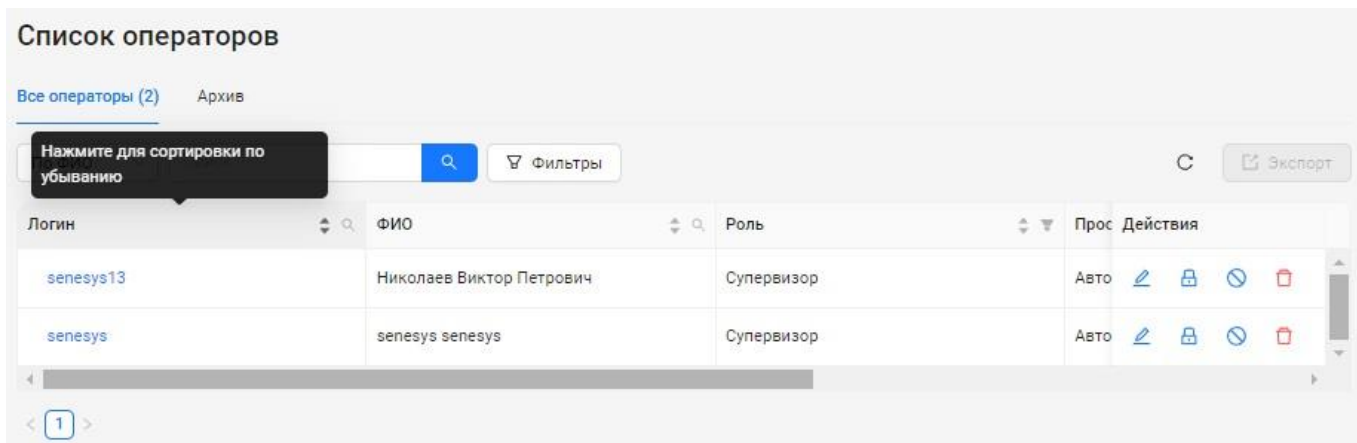 Список операторов
Все операторы (2) Архив
Нажмите для сортировки по
убыванию
Фильтры Экспорт
Логин ФИО Роль Прос Действия
senesys13 Николаев Виктор Петрович Супервизор Авто
senesys senesys senesys Супервизор Авто
< 1 >